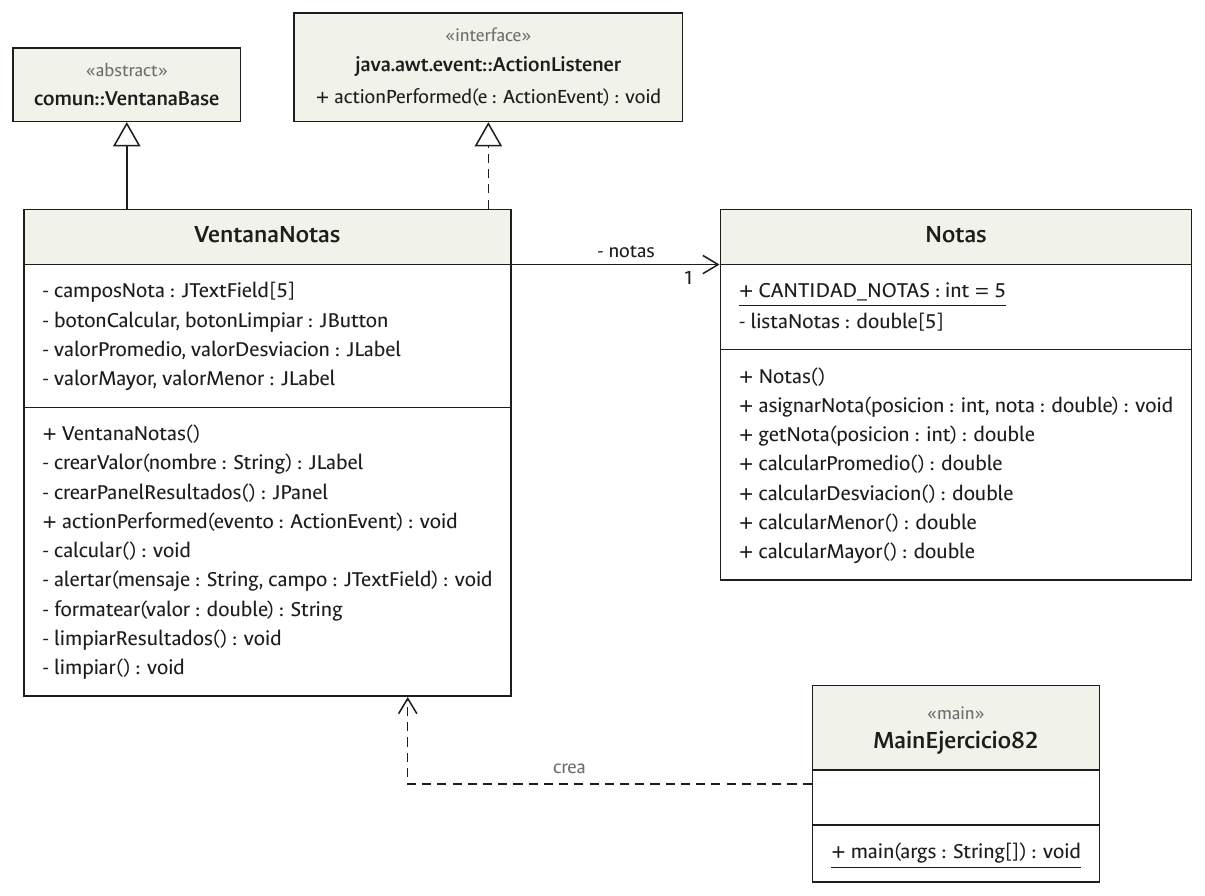 «abstract»
comun::VentanaBase
«interface»
java.awt.event::ActionListener
+ actionPerformed(e : ActionEvent) : void
VentanaNotas
- camposNota : JTextField[5]
- botonCalcular, botonLimpiar : JButton
- valorPromedio, valorDesviacion : JLabel
- valorMayor, valorMenor : JLabel
+ VentanaNotas()
- crearValor(nombre : String) : JLabel
- crearPanelResultados() : JPanel
+ actionPerformed(evento : ActionEvent) : void
- calcular() : void
- alertar(mensaje : String, campo : JTextField) : void
- formatear(valor : double) : String
- limpiarResultados() : void
- limpiar() : void
- notas
1
Notas
+ CANTIDAD_NOTAS : int = 5
- listaNotas : double[5]
+ Notas()
+ asignarNota(posicion : int, nota : double) : void
+ getNota(posicion : int) : double
+ calcularPromedio() : double
+ calcularDesviacion() : double
+ calcularMenor() : double
+ calcularMayor() : double
crea
«main»
MainEjercicio82
+ main(args : String[]) : void